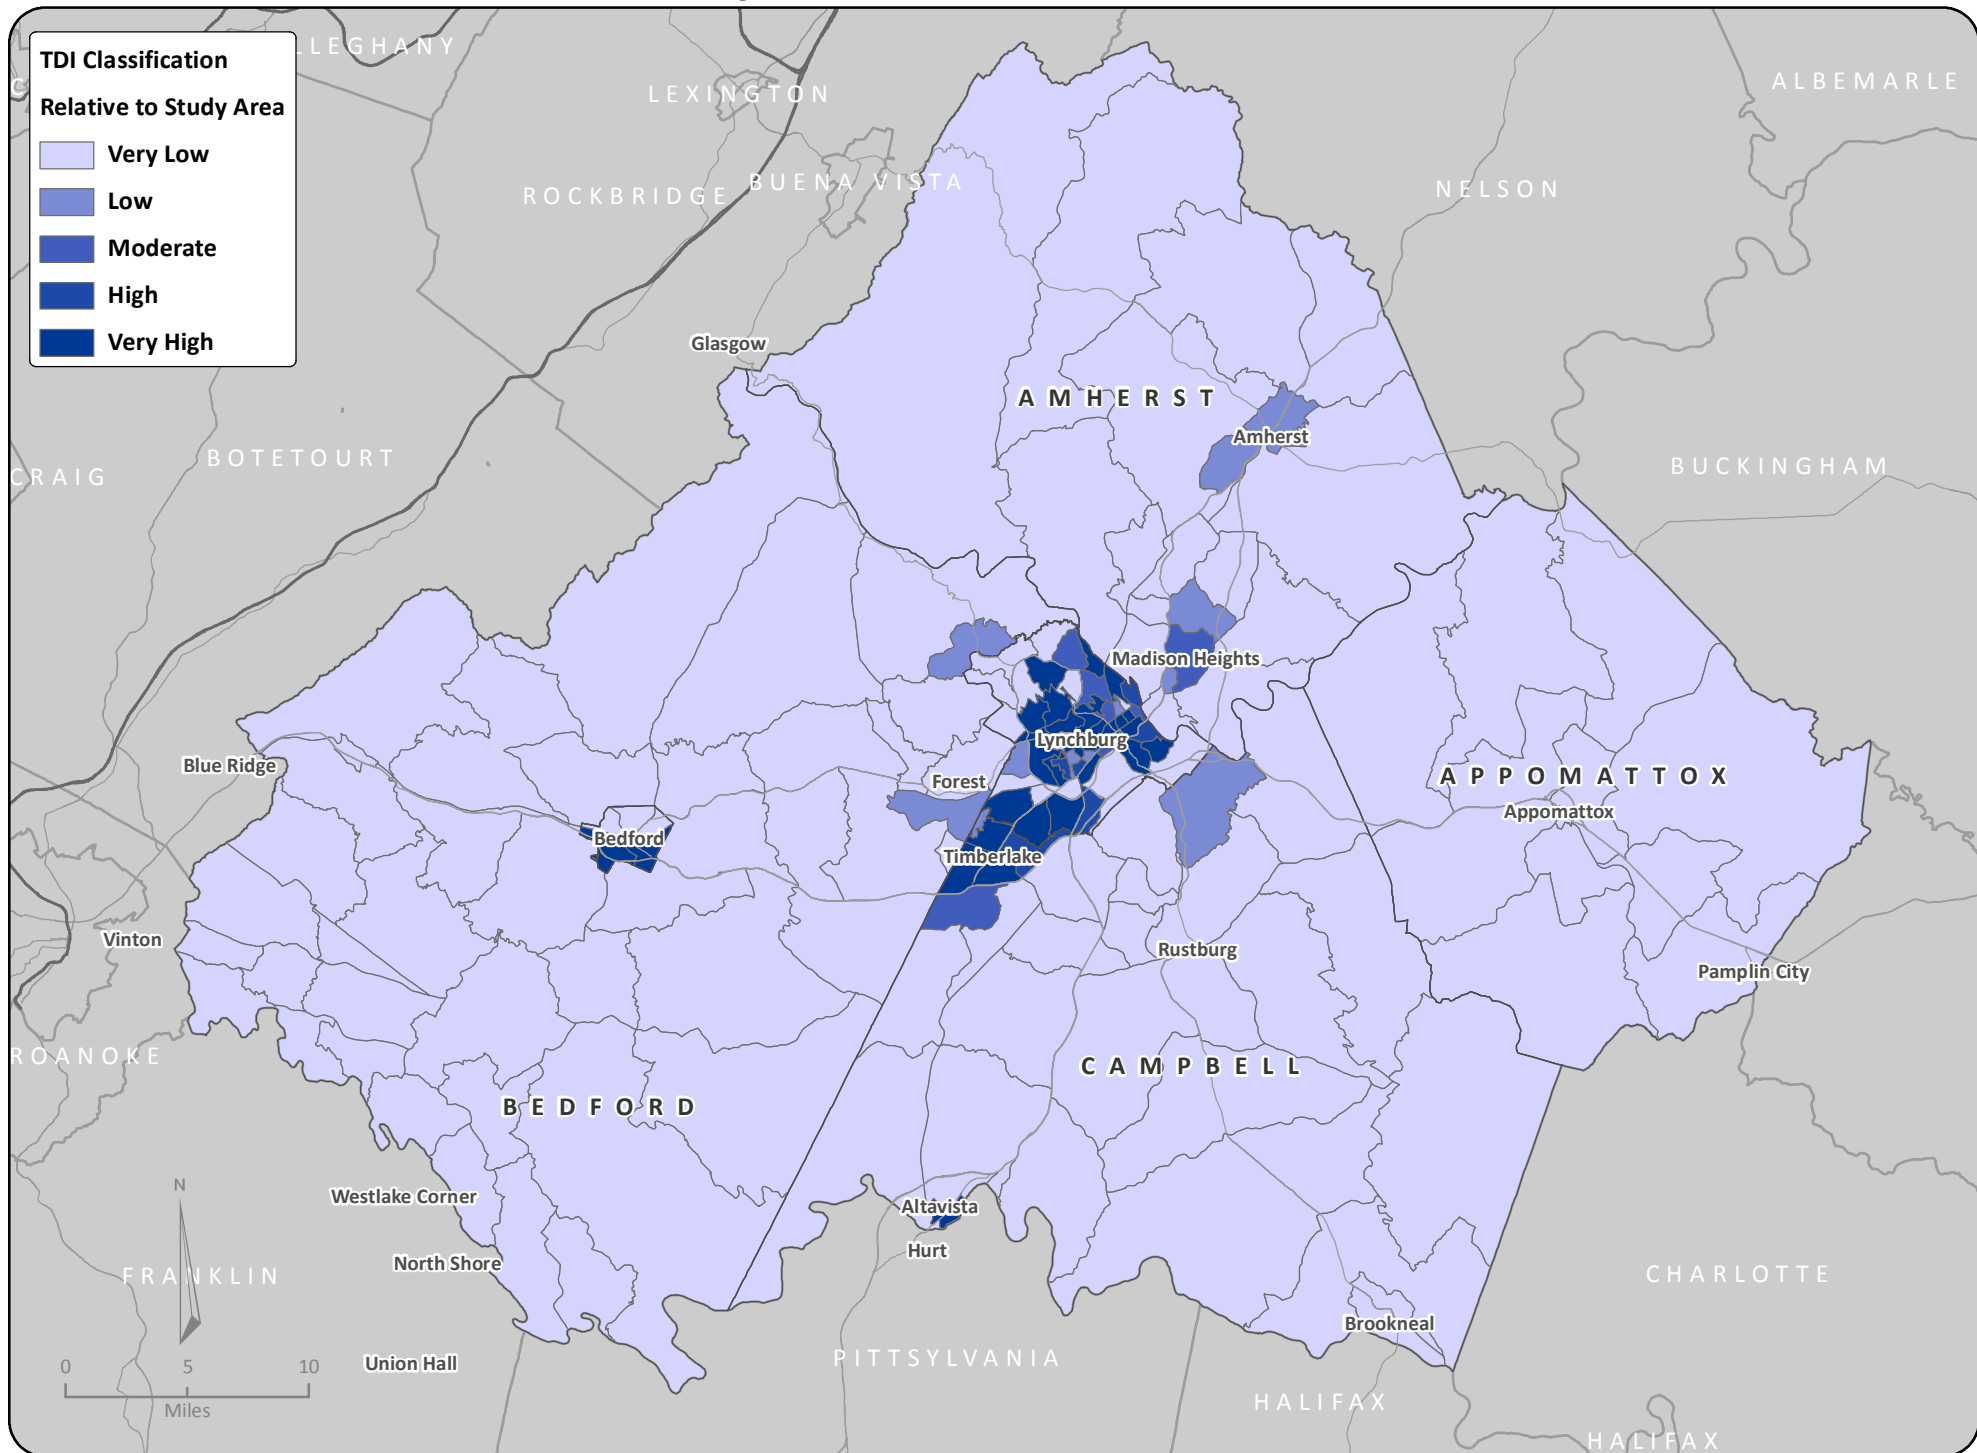 TDI Classification
Relative to Study Area
Very Low
Low
Moderate
High
Very High
LLEGHANY
LEXINGTON
ALBEMARLE
ROCKBRIDGE
BUENA VISTA
NELSON
Glasgow
AMHERST
Amherst
BOTETOURT
CRAIG
BUCKINGHAM
Madison Heights
Lynchburg
Blue Ridge
Forest
APPOMATTOX
Appomattox
Bedford
Timberlake
Vinton
Rustburg
Pamplin City
ROANOKE
CAMPBELL
BEDFORD
N
Westlake Corner
Altavista
Hurt
North Shore
FRANKLIN
CHARLOTTE
Brookneal
0 5 10
Miles
Union Hall
PITTSYLVANIA
HALIFAX
HALIFAX